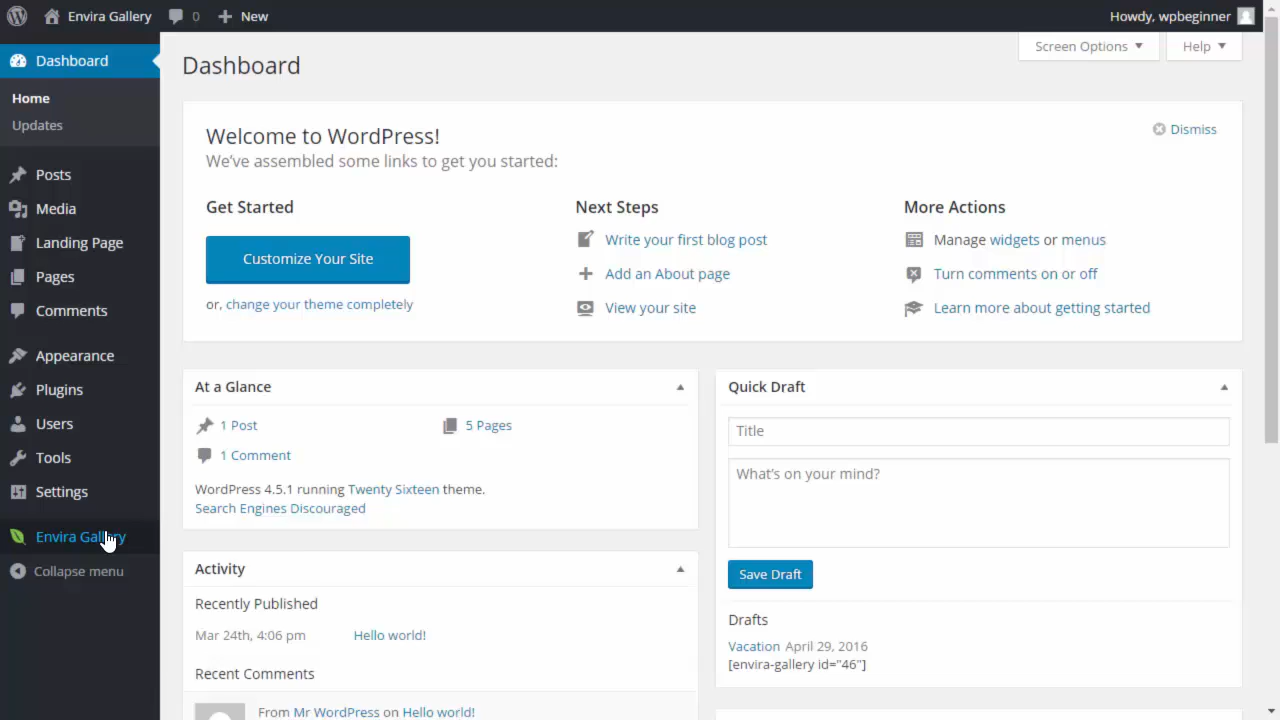 Envira Gallery 0 New Howdy, wpbeginner
Screen Options Help
Dashboard
Home
Updates
Posts
Media
Landing Page
Pages
Comments
Appearance
Plugins
Users
Tools
Settings
Envira Gallery
Collapse menu
Dashboard
Welcome to WordPress!
We've assembled some links to get you started:
Dismiss
Get Started
Customize Your Site
or, change your theme completely
Next Steps
Write your first blog post
Add an About page
View your site
More Actions
Manage widgets or menus
Turn comments on or off
Learn more about getting started
At a Glance
1 Post 5 Pages
1 Comment
WordPress 4.5.1 running Twenty Sixteen theme.
Search Engines Discouraged
Activity
Recently Published
Mar 24th, 4:06 pm Hello world!
Recent Comments
From Mr WordPress on Hello world!
Quick Draft
Title
What's on your mind?
Save Draft
Drafts
Vacation April 29, 2016
[envira-gallery id="46"]